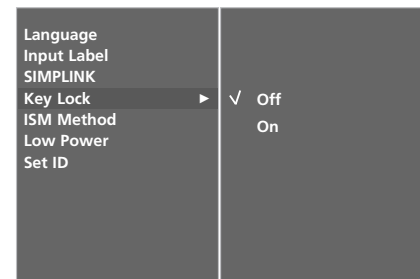 Language
Input Label
SIMPLINK
Key Lock ►
ISM Method
Low Power
Set ID
√ Off
On